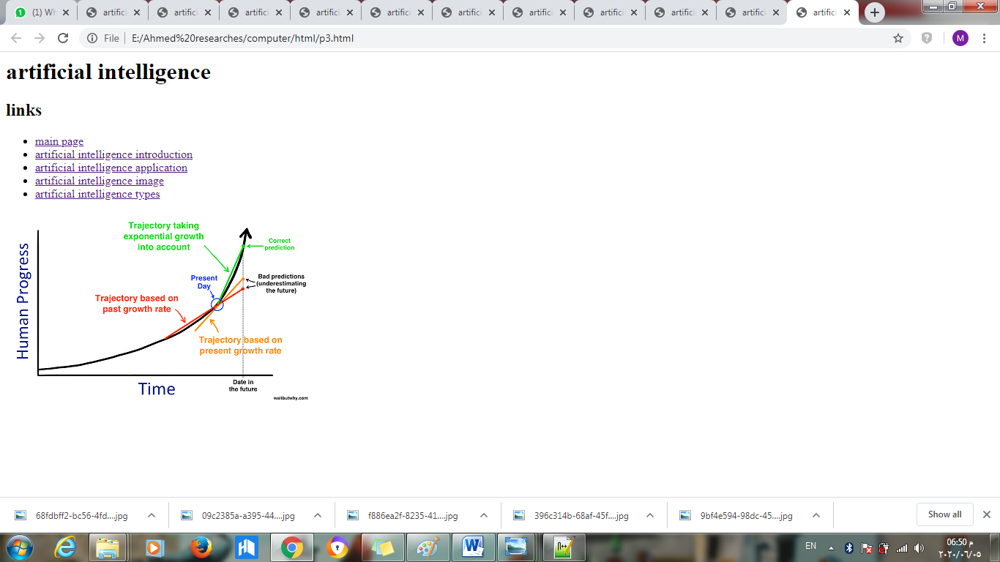 (1) Wh
artifici
artifici
artifici
artifici
artifici
artifici
artifici
artifici
artifici
artifici
artifici
File
E:/Ahmed%20researches/computer/html/p3.html
M
artificial intelligence
links
main page
artificial intelligence introduction
artificial intelligence application
artificial intelligence image
artificial intelligence types
Trajectory taking
exponential growth
into account
Correct
prediction
Human Progress
Present
Day
Bad predictions
(underestimating
the future)
Trajectory based on
past growth rate
Trajectory based on
present growth rate
Time
Date in
the future
waitbutwhy.com
68fdbff2-bc56-4fd....jpg
09c2385a-a395-44....jpg
f886ea2f-8235-41....jpg
396c314b-68af-45f....jpg
9bf4e594-98dc-45....jpg
Show all
EN
06:50 م
٢٠٢٠/٠٦/٠٥